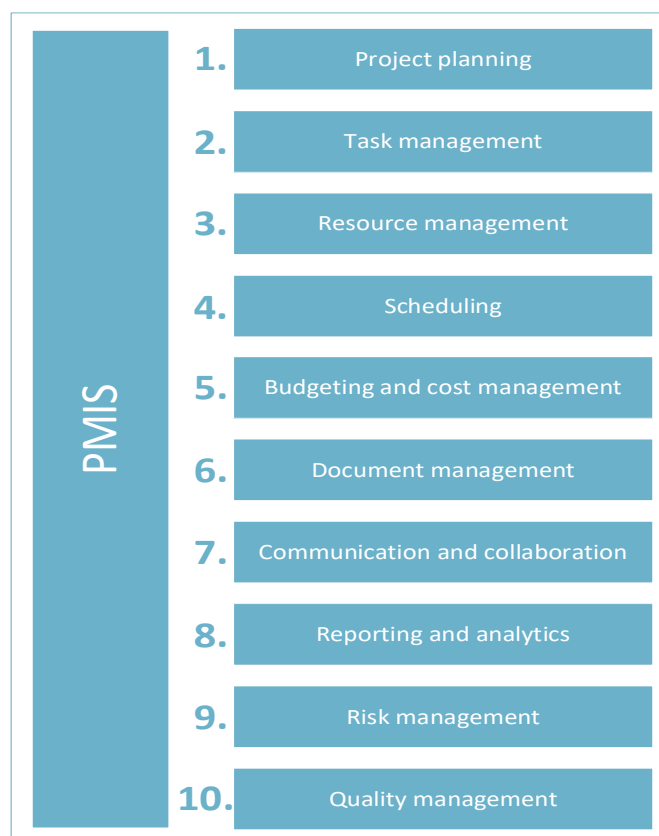 PMIS
1. Project planning
2. Task management
3. Resource management
4. Scheduling
5. Budgeting and cost management
6. Document management
7. Communication and collaboration
8. Reporting and analytics
9. Risk management
10. Quality management